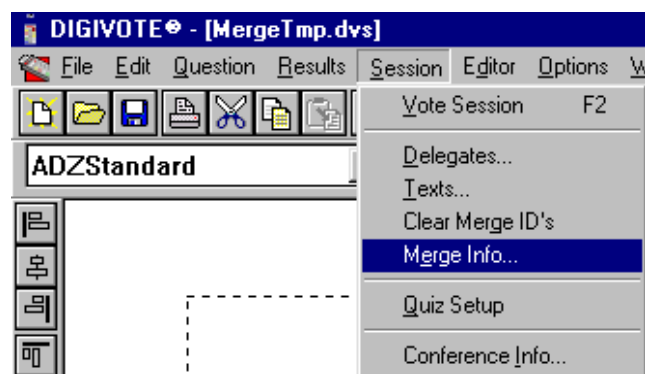 DIGIVOTE® - [MergeTmp.dvs]
File Edit Question Results Session Editor Options
Vote Session F2
ADZStandard
Delegates...
Texts...
Clear Merge ID's
Merge Info...
Quiz Setup
Conference Info...